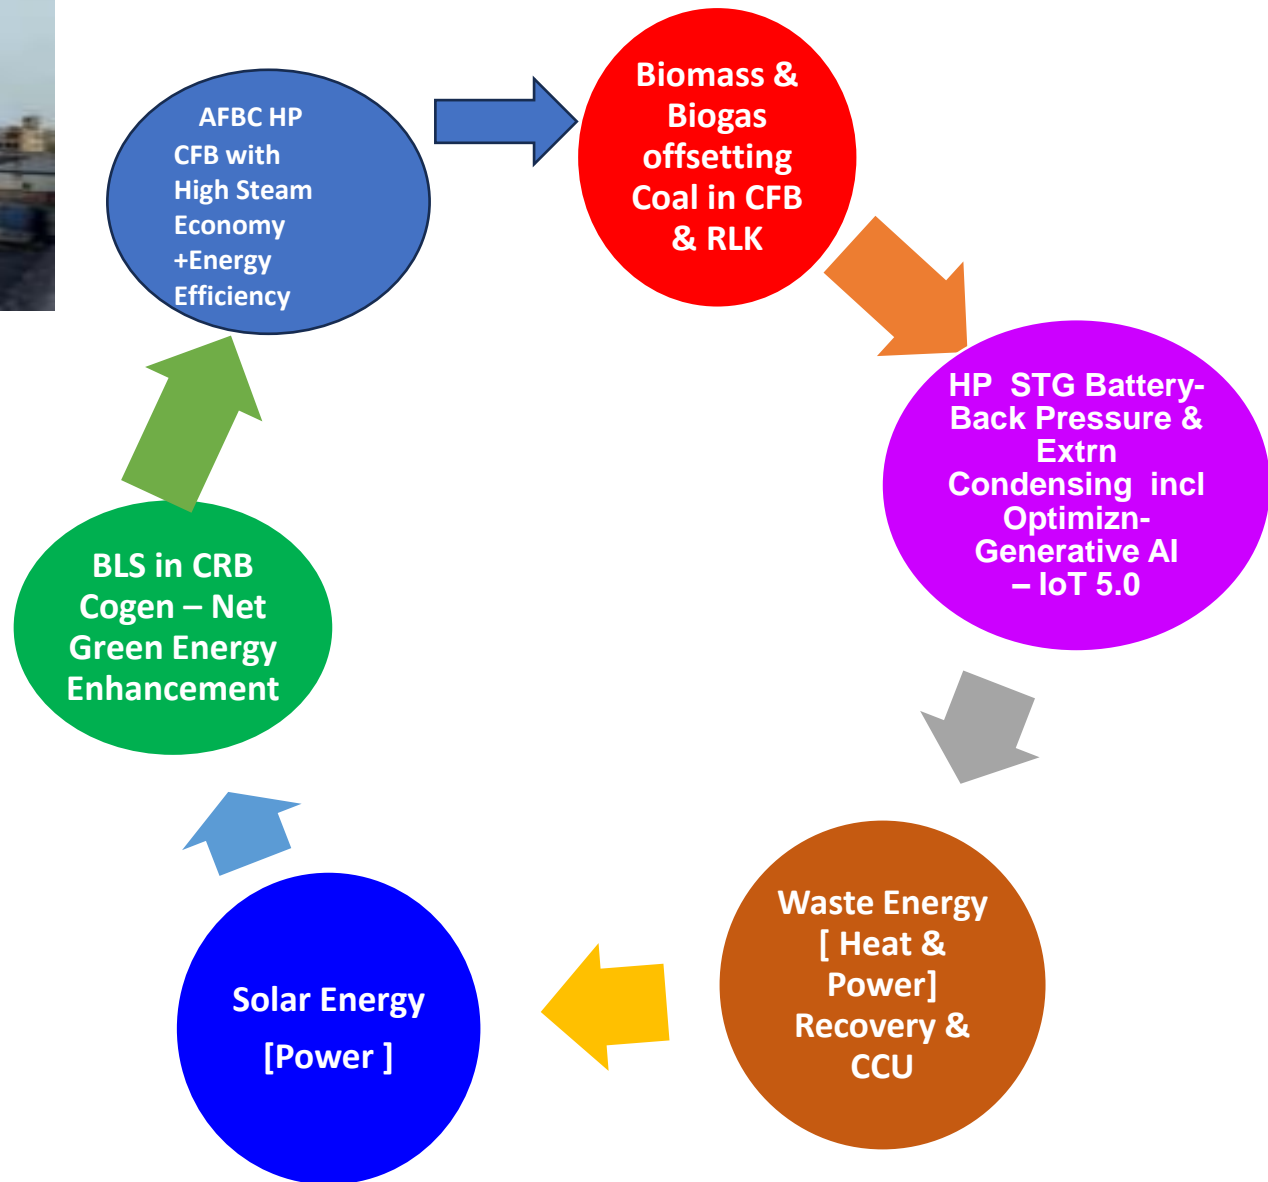 AFBC HP
CFB with
High Steam
Economy
+Energy
Efficiency
Biomass &
Biogas
offsetting
Coal in CFB
& RLK
HP STG Battery-
Back Pressure &
Extrn
Condensing incl
Optimizn-
Generative AI
– IoT 5.0
Waste Energy
[ Heat &
Power]
Recovery &
CCU
Solar Energy
[Power ]
BLS in CRB
Cogen – Net
Green Energy
Enhancement